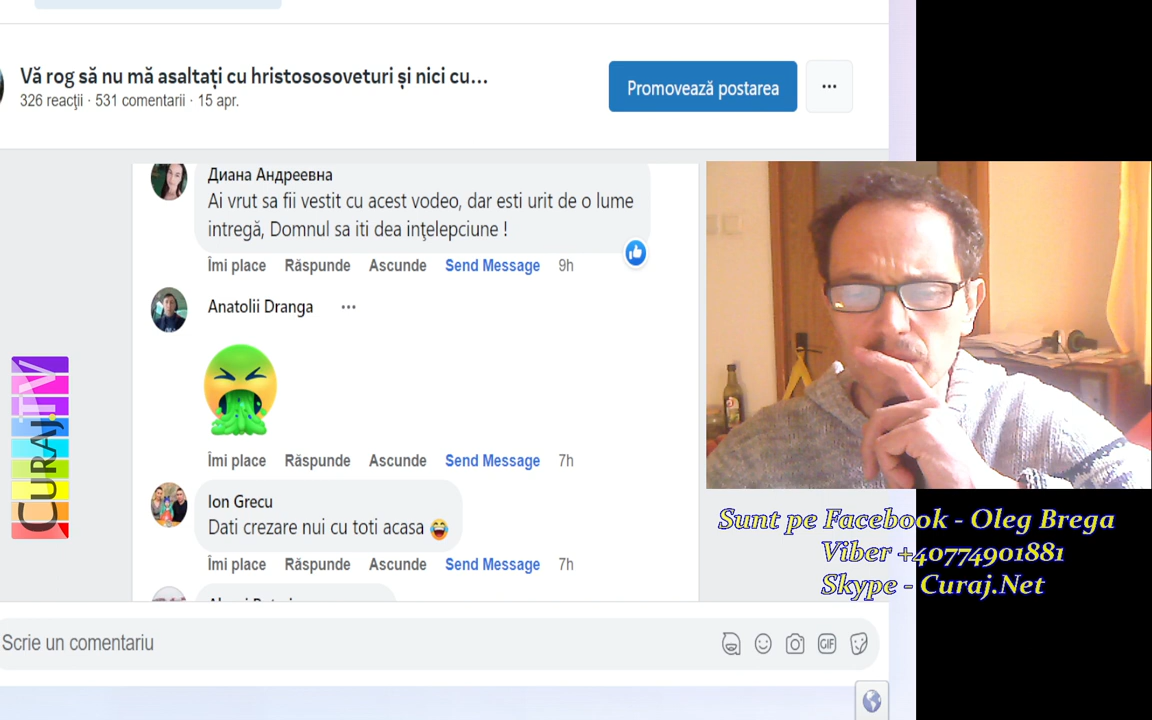 Vă rog să nu mă asaltați cu hristososoveturi și nici cu...
326 reacţii · 531 comentarii · 15 apr.
Promovează postarea
Диана Андреевна
Ai vrut sa fii vestit cu acest vodeo, dar esti urit de o lume
intregă, Domnul sa iti dea inţelepciune !
Îmi place Răspunde Ascunde Send Message 9h
Anatolii Dranga
Îmi place Răspunde Ascunde Send Message 7h
Ion Grecu
Dati crezare nui cu toti acasa 😂
Îmi place Răspunde Ascunde Send Message 7h
Scrie un comentariu
GIF
CURAJ.TV
Sunt pe Facebook - Oleg Brega
Viber +40774901881
Skype - Curaj.Net